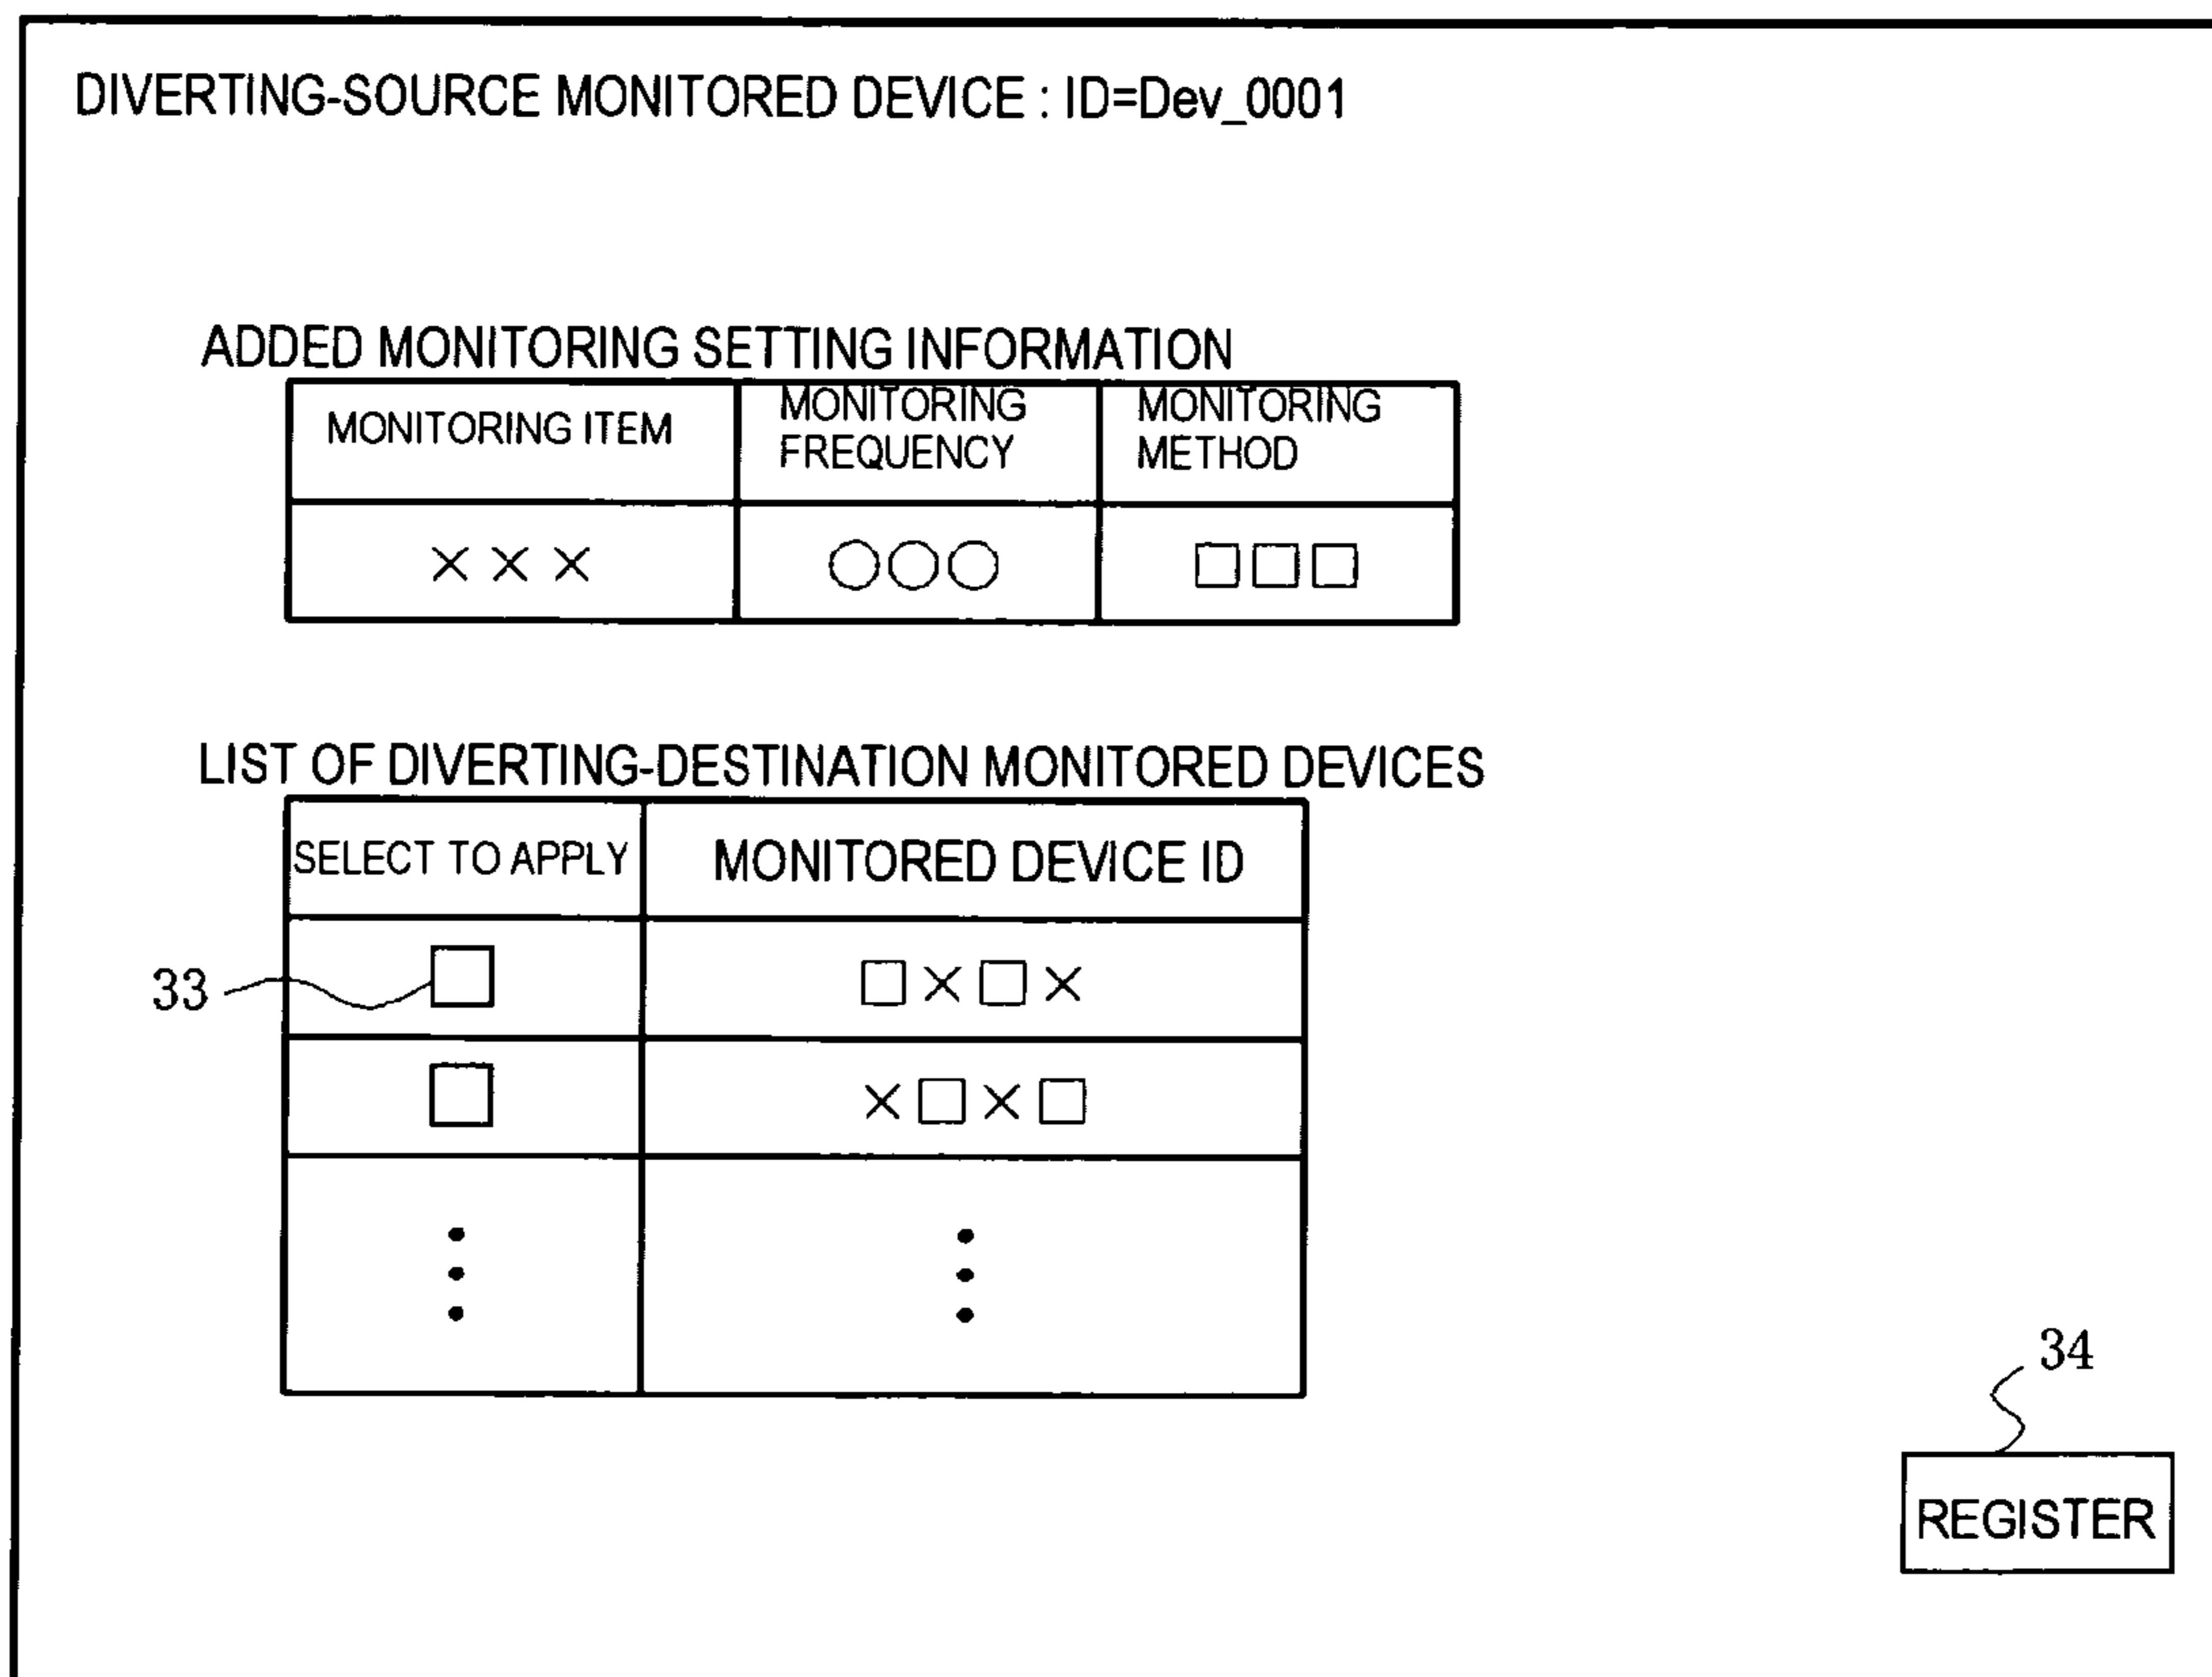 DIVERTING-SOURCE MONITORED DEVICE : ID=Dev_0001
ADDED MONITORING SETTING INFORMATION
MONITORING ITEM
MONITORING
FREQUENCY
MONITORING
METHOD
×××
○○○
□□□
LIST OF DIVERTING-DESTINATION MONITORED DEVICES
SELECT TO APPLY
MONITORED DEVICE ID
33
□×□×
×□×□
34
REGISTER